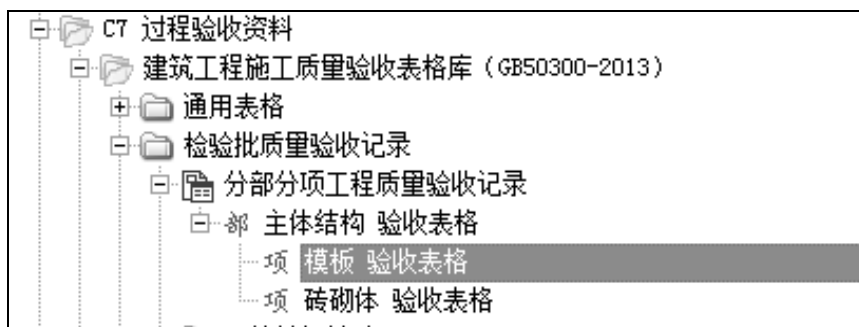 C7 过程验收资料
建筑工程施工质量验收表格库（GB50300-2013）
通用表格
检验批质量验收记录
分部分项工程质量验收记录
部 主体结构 验收表格
项 模板 验收表格
项 砖砌体 验收表格